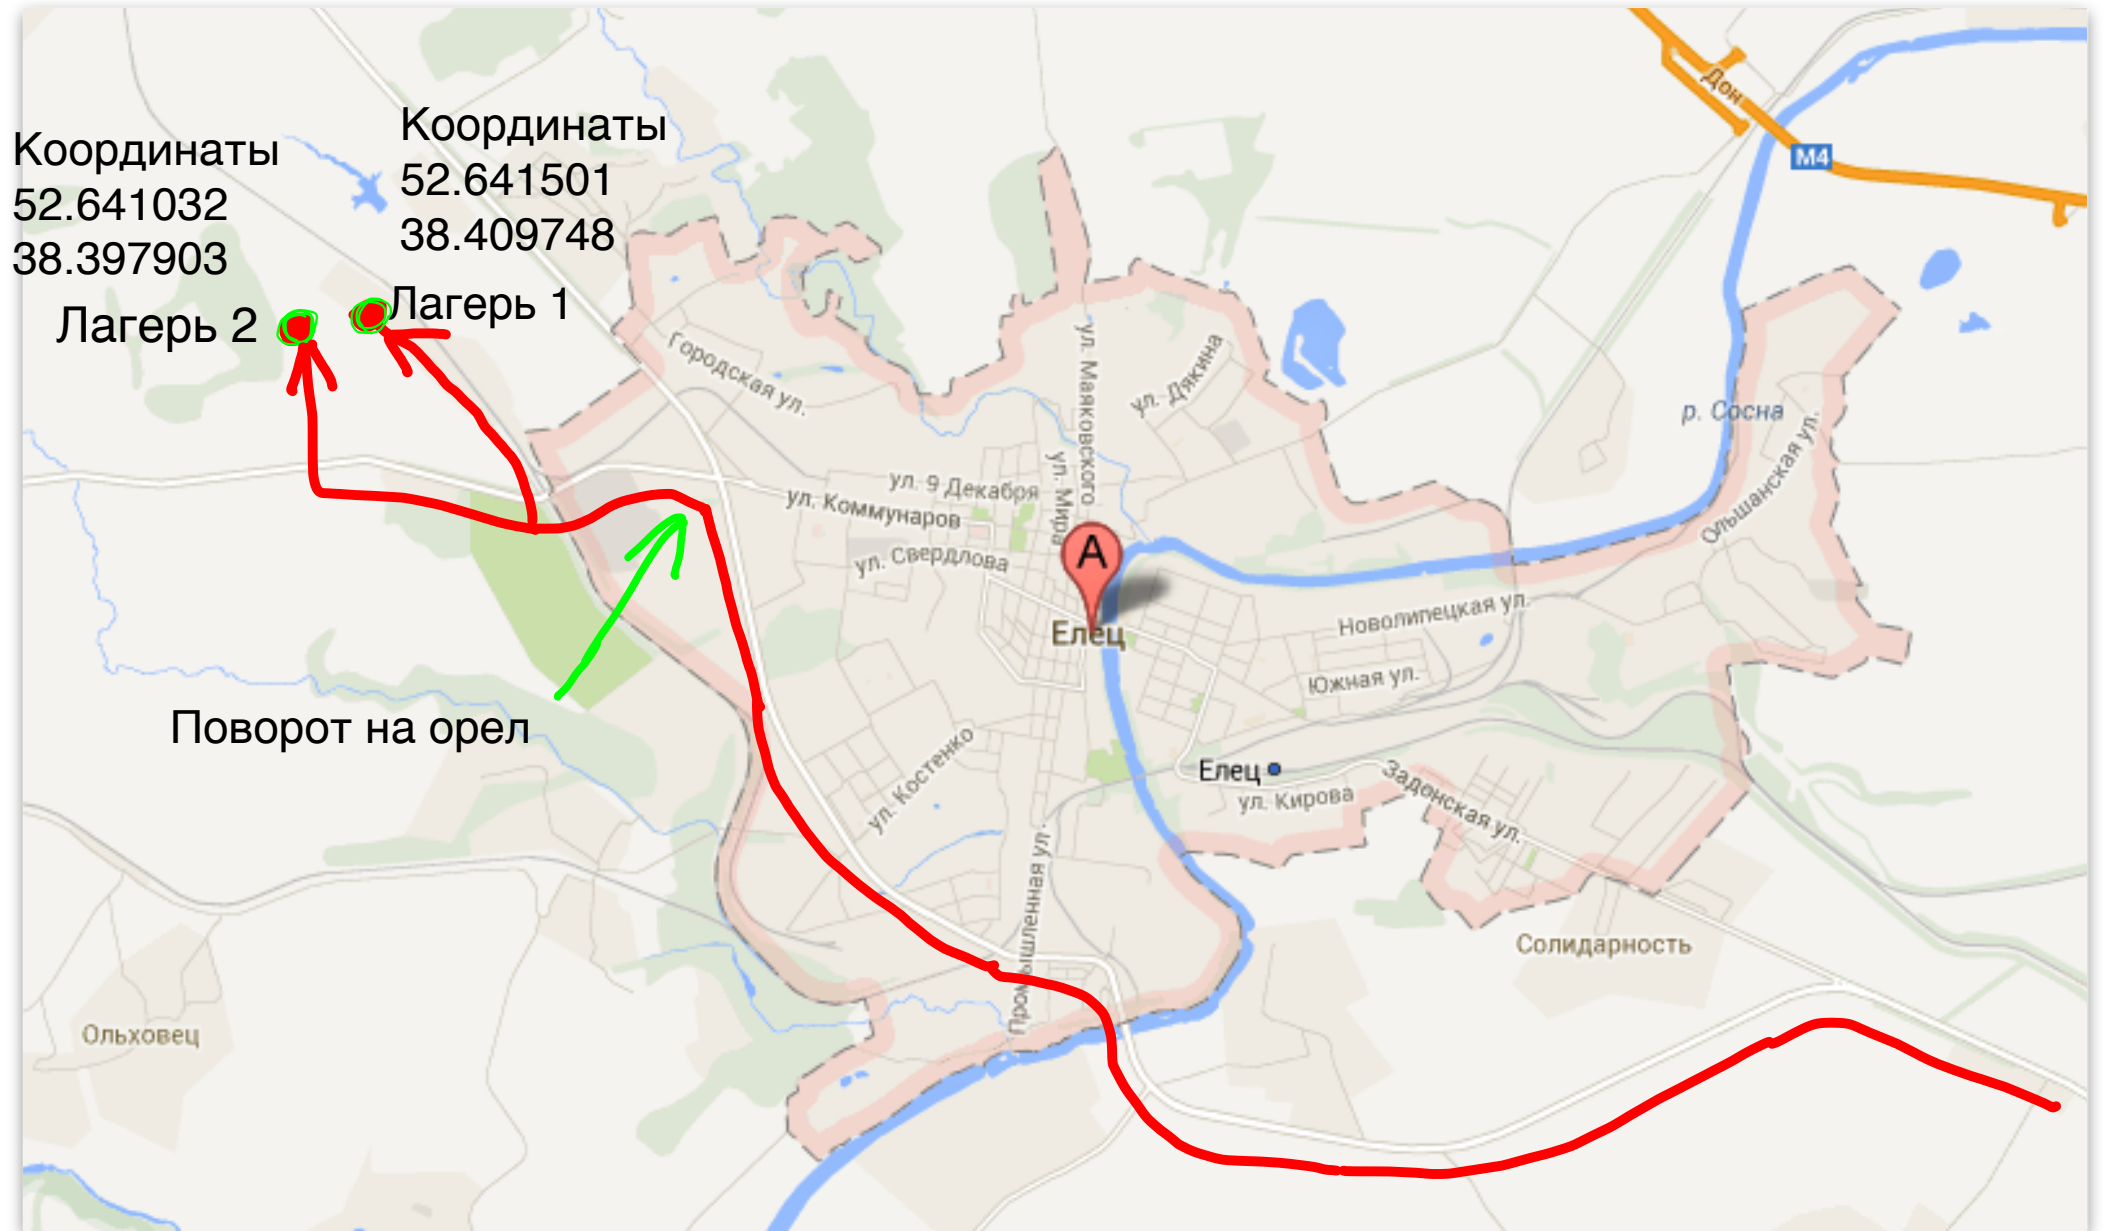 Дон
М4
Координаты
52.641501
38.409748
Лагерь 1
Координаты
52.641032
38.397903
Лагерь 2
Городская ул.
ул. Маяковского
ул. Дякина
р. Сосна
Ольшанская ул.
ул. 9 Декабря
ул. Мира
ул. Коммунаров
ул. Свердлова
A
Елец
Новолипецкая ул.
Южная ул.
Поворот на орел
ул. Костенко
Елец
ул. Кирова
Задонская ул.
Промышленная ул.
Солидарность
Ольховец